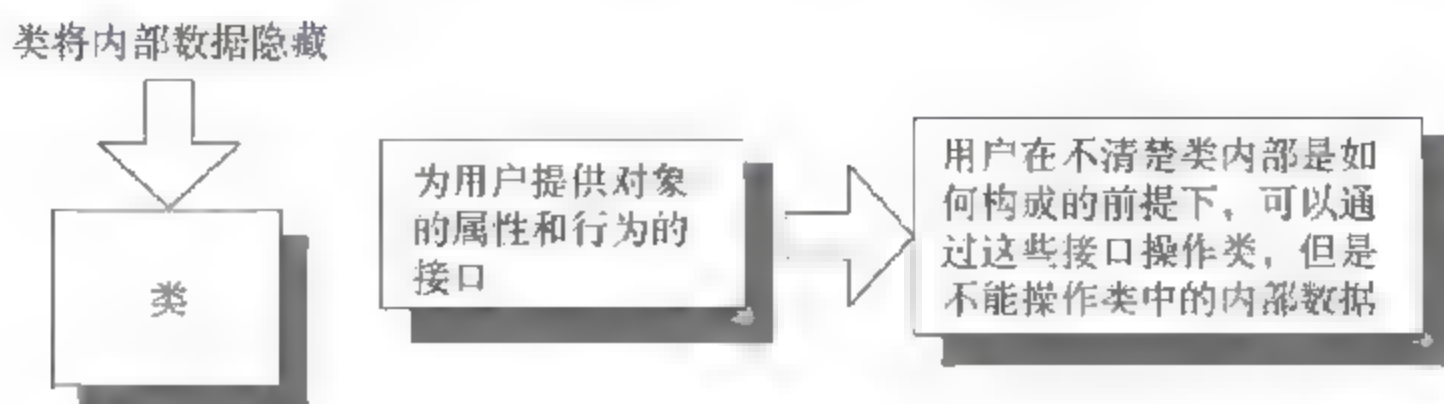 类将内部数据隐藏
类
为用户提供对象
的属性和行为的
接口
用户在不清楚类内部是如
何构成的前提下，可以通
过这些接口操作类，但是
不能操作类中的内部数据